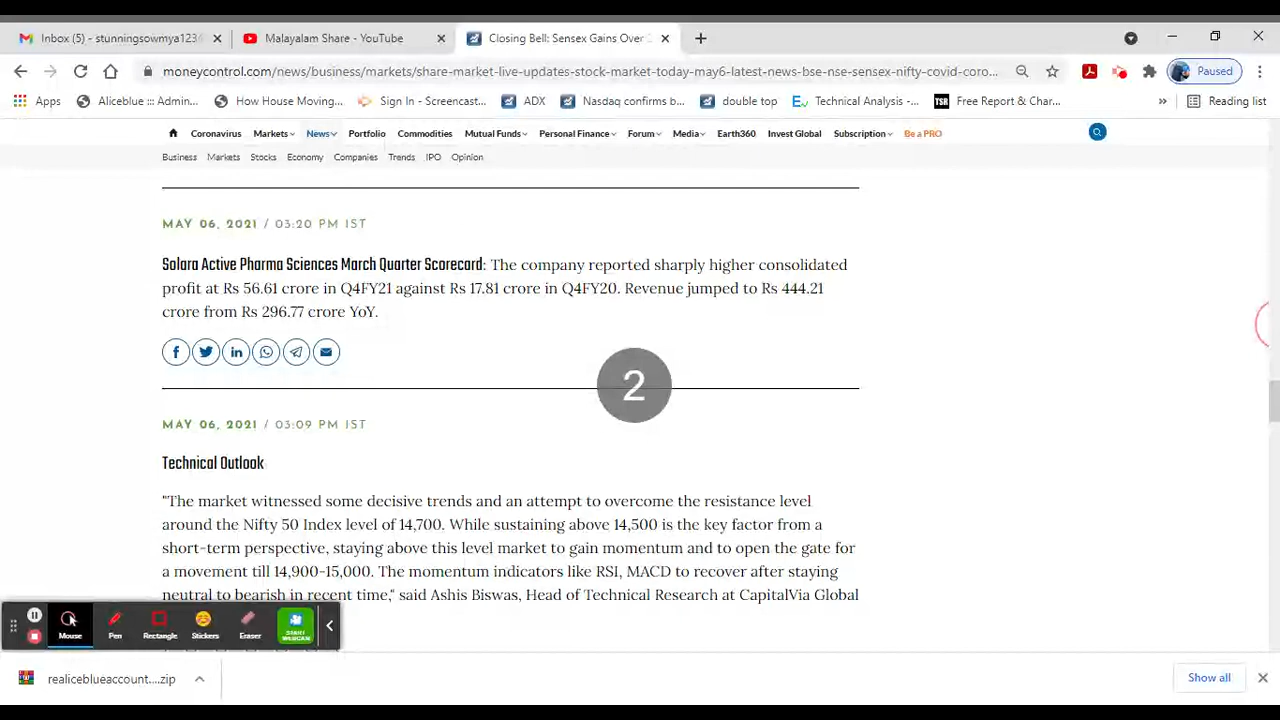 Inbox (5) - stunningsowmya1236
Malayalam Share - YouTube
Closing Bell: Sensex Gains Over 2
moneycontrol.com/news/business/markets/share-market-live-updates-stock-market-today-may6-latest-news-bse-nse-sensex-nifty-covid-coro...
Paused
Apps
Aliceblue ::: Admin...
How House Moving...
Sign In - Screencast...
ADX
Nasdaq confirms b...
double top
Technical Analysis -...
TSR
Free Report & Char...
»
Reading list
Coronavirus
Markets
News
Portfolio
Commodities
Mutual Funds
Personal Finance
Forum
Media
Earth360
Invest Global
Subscription
Be a PRO
Business
Markets
Stocks
Economy
Companies
Trends
IPO
Opinion
MAY 06, 2021 / 03:20 PM IST
Solara Active Pharma Sciences March Quarter Scorecard: The company reported sharply higher consolidated
profit at Rs 56.61 crore in Q4FY21 against Rs 17.81 crore in Q4FY20. Revenue jumped to Rs 444.21
crore from Rs 296.77 crore YoY.
2
MAY 06, 2021 / 03:09 PM IST
Technical Outlook
"The market witnessed some decisive trends and an attempt to overcome the resistance level
around the Nifty 50 Index level of 14,700. While sustaining above 14,500 is the key factor from a
short-term perspective, staying above this level market to gain momentum and to open the gate for
a movement till 14,900-15,000. The momentum indicators like RSI, MACD to recover after staying
neutral to bearish in recent time," said Ashis Biswas, Head of Technical Research at CapitalVia Global
Mouse
Pen
Rectangle
Stickers
Eraser
START WEBCAM
realiceblueaccount....zip
Show all